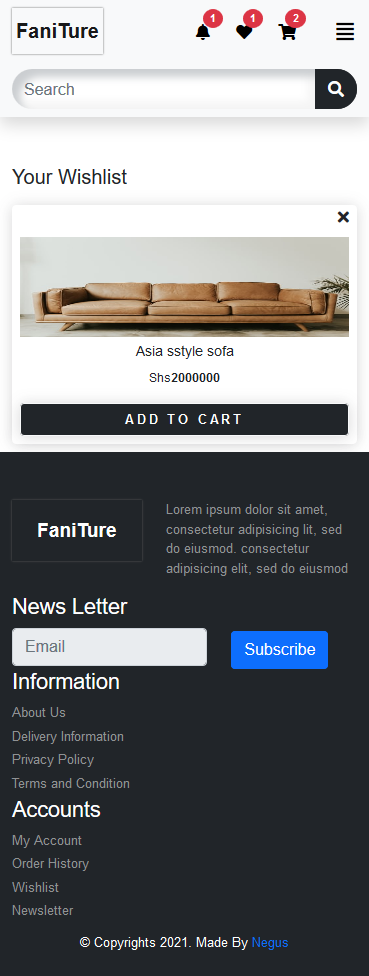 FaniTure
1
1
2
Search
Your Wishlist
Asia sstyle sofa
Shs2000000
ADD TO CART
FaniTure
Lorem ipsum dolor sit amet,
consectetur adipisicing lit, sed
do eiusmod. consectetur
adipisicing elit, sed do eiusmod
News Letter
Email
Subscribe
Information
About Us
Delivery Information
Privacy Policy
Terms and Condition
Accounts
My Account
Order History
Wishlist
Newsletter
© Copyrights 2021. Made By Negus